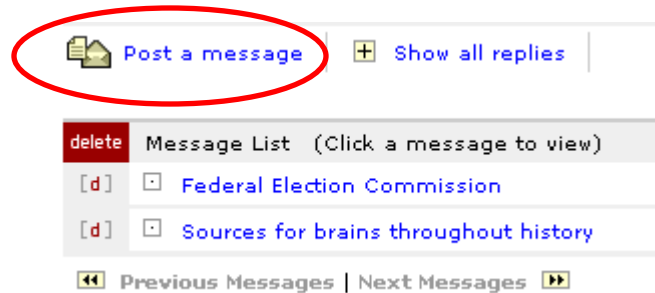 Post a message + Show all replies
delete Message List (Click a message to view)
[d] Federal Election Commission
[d] Sources for brains throughout history
Previous Messages | Next Messages